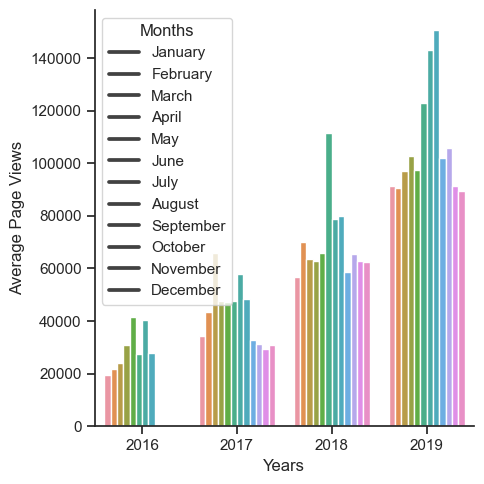 Months
January
February
March
April
May
June
July
August
September
October
November
December
140000
120000
100000
80000
60000
40000
20000
0
Average Page Views
2016 2017 2018 2019
Years